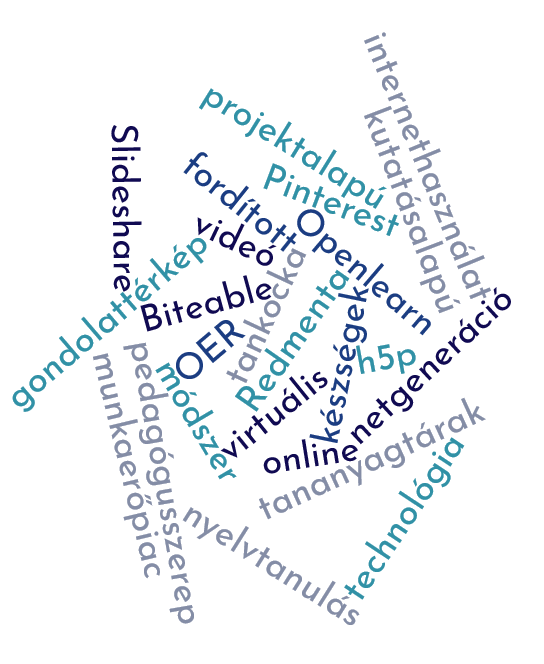 internethasználat
projektalapú
kutatásalapú
Slideshare
fordított
Pinterest
videó
Openlearn
gondolattérkép
tankocka
Biteable
Redmenta
készségek
netgeneráció
OER
h5p
munkaerőpiac
pedagógusszerep
módszer
virtuális
online
tananyagtárak
technológia
nyelvtanulás